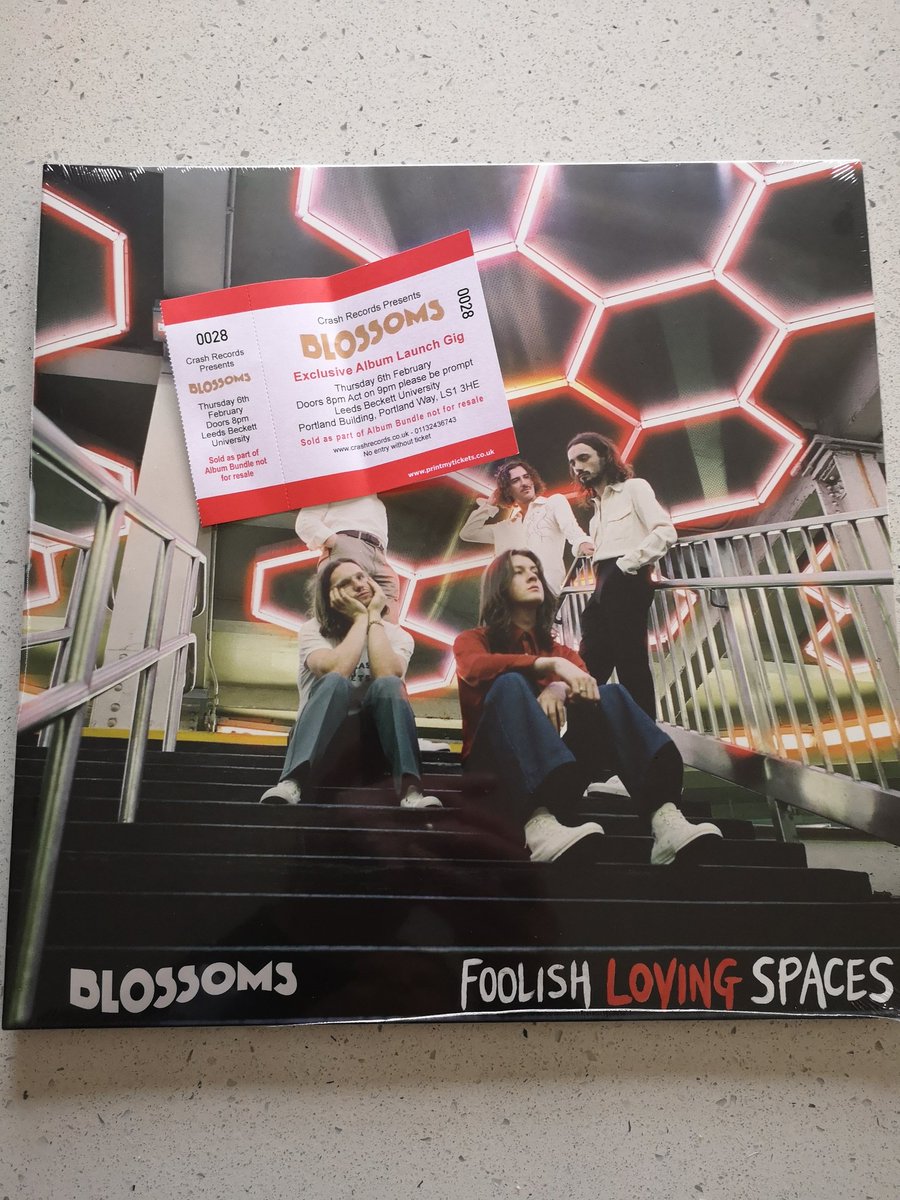 0028
Crash Records
Presents
BLOSSOMS
Thursday 6th
February
Doors 8pm
Leeds Beckett
University
Sold as part of
Album Bundle not
for resale
Crash Records Presents
BLOSSOMS
Exclusive Album Launch Gig
Thursday 6th February
Doors 8pm Act on 9pm please be prompt
Leeds Beckett University
Portland Building, Portland Way, LS1 3HE
Sold as part of Album Bundle not for resale
www.crashrecords.co.uk - 01132436743
No entry without ticket
www.printmytickets.co.uk
0028
BLOSSOMS
FOOLISH LOVING SPACES